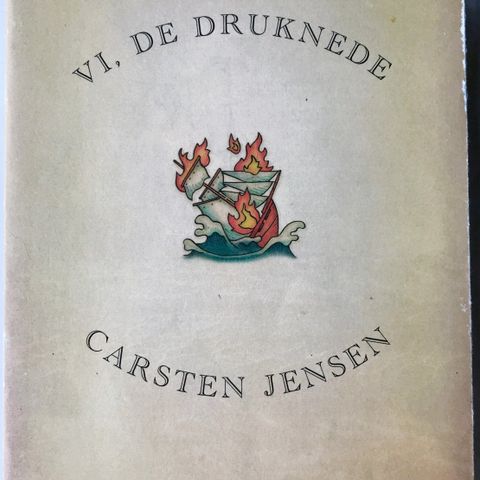 VI, DE DRUKNEDE
CARSTEN JENSEN